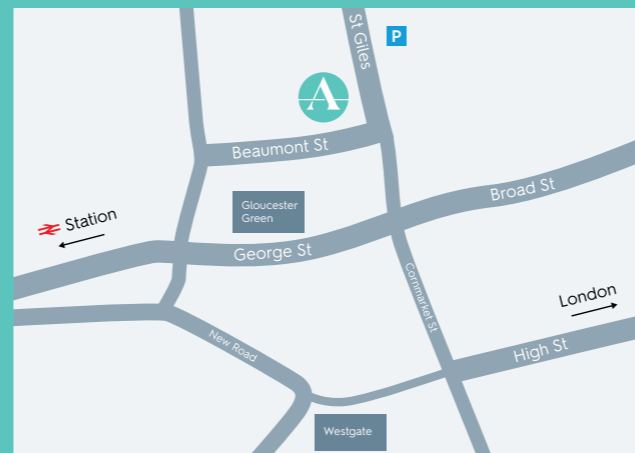 St Giles
P
A
Beaumont St
Gloucester
Green
Broad St
Station
George St
Cornmarket St
London
New Road
High St
Westgate